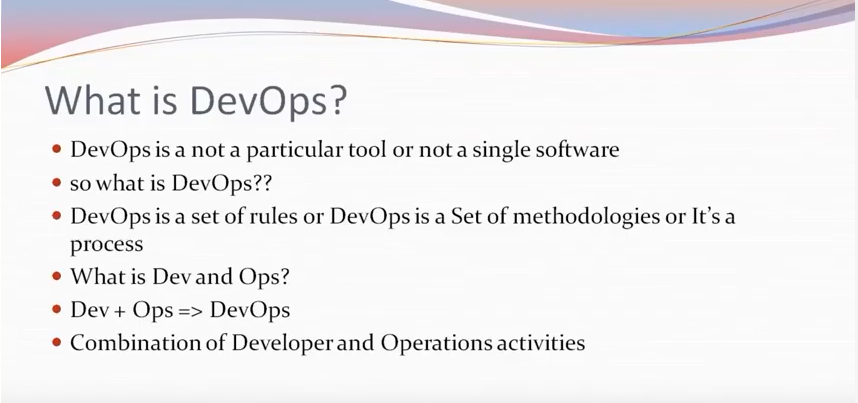 What is DevOps?
• DevOps is a not a particular tool or not a single software
• so what is DevOps??
• DevOps is a set of rules or DevOps is a Set of methodologies or It's a
process
• What is Dev and Ops?
• Dev + Ops => DevOps
• Combination of Developer and Operations activities